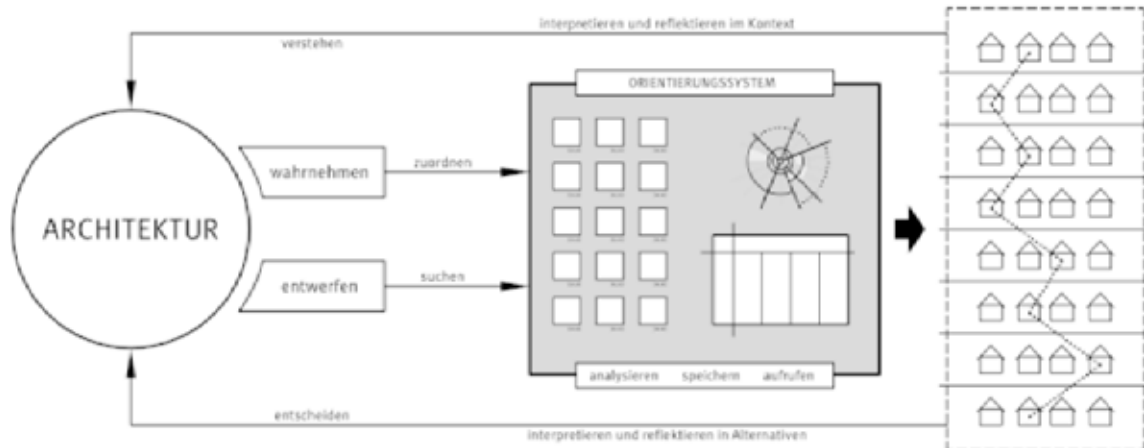 interpretieren und reflektieren im Kontext
verstehen
ORIENTIERUNGSSYSTEM
wahrnehmen
zuordnen
ARCHITEKTUR
entwerfen
suchen
analysieren speichern aufrufen
entscheiden
interpretieren und reflektieren in Alternativen